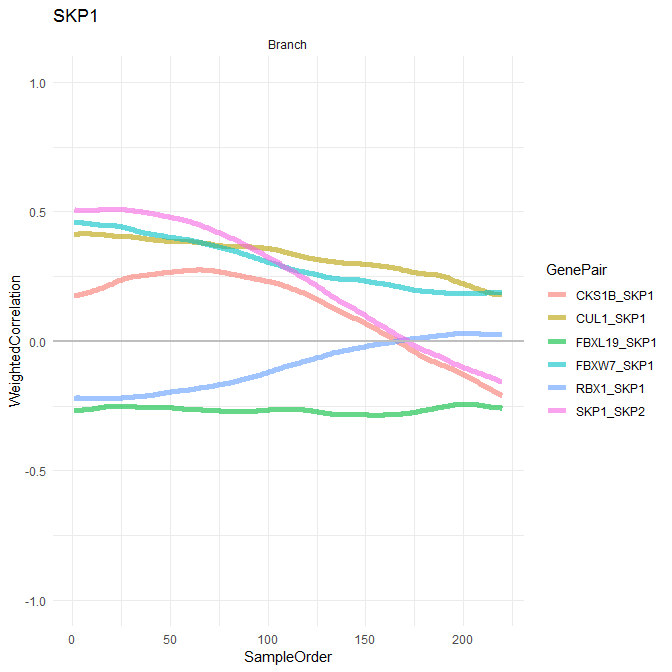 SKP1
Branch
1.0
0.5
0.0
-0.5
-1.0
WeightedCorrelation
0 50 100 150 200
SampleOrder
GenePair
CKS1B_SKP1
CUL1_SKP1
FBXL19_SKP1
FBXW7_SKP1
RBX1_SKP1
SKP1_SKP2